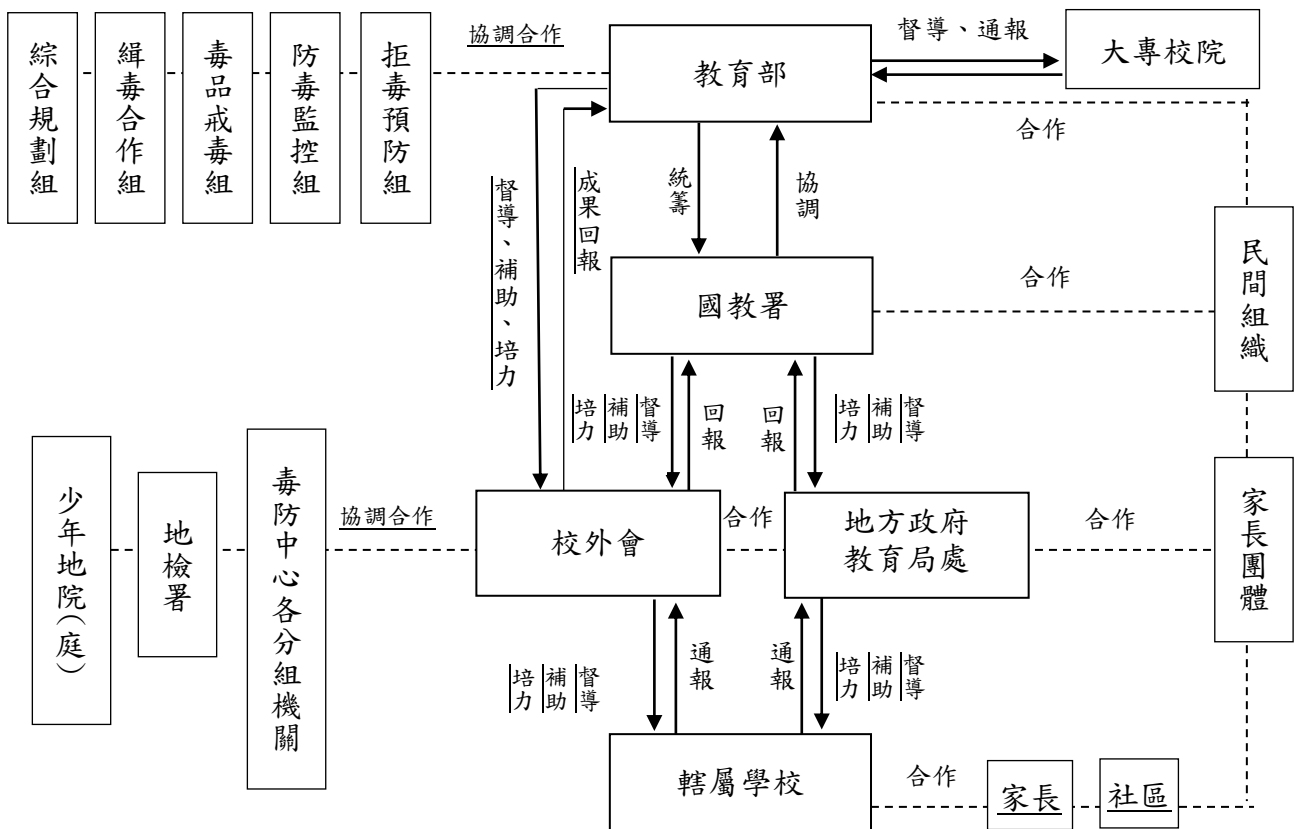 綜合規劃組
緝毒合作組
毒品戒毒組
防毒監控組
拒毒預防組
協調合作
教育部
督導、通報
大專校院
合作
督導、補助、培力
成果回報
統籌
協調
國教署
合作
民間組織
督導
補助
培力
回報
回報
督導
補助
培力
少年地院(庭)
地檢署
毒防中心各分組機關
協調合作
校外會
合作
地方政府
教育局處
合作
家長團體
督導
補助
培力
通報
通報
督導
補助
培力
轄屬學校
合作
家長
社區